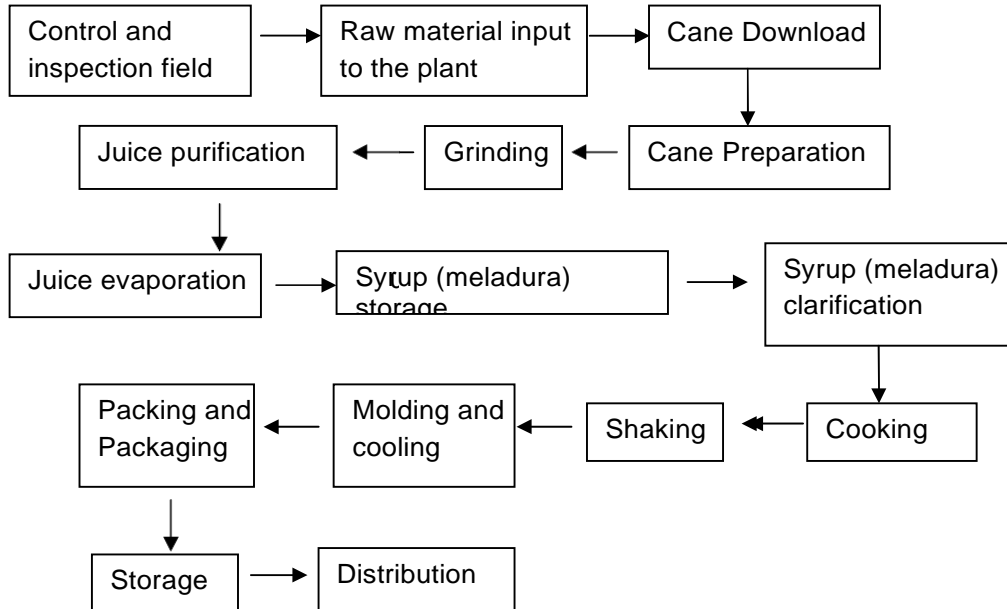 Control and
inspection field
Raw material input
to the plant
Cane Download
Cane Preparation
Grinding
Juice purification
Juice evaporation
Syrup (meladura)
storage
Syrup (meladura)
clarification
Cooking
Shaking
Molding and
cooling
Packing and
Packaging
Storage
Distribution